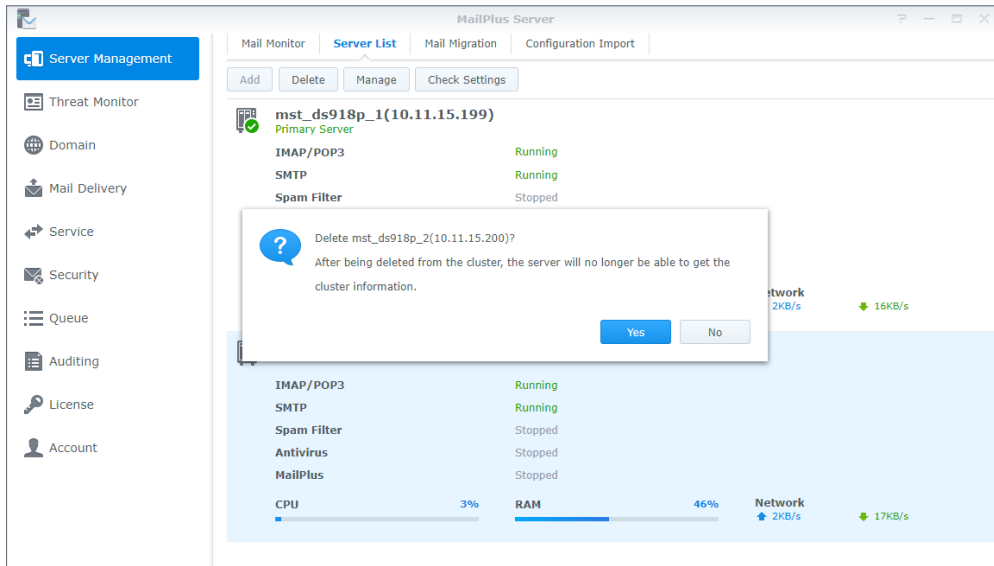 MailPlus Server
Server Management
Threat Monitor
Domain
Mail Delivery
Service
Security
Queue
Auditing
License
Account
Mail Monitor
Server List
Mail Migration
Configuration Import
Add
Delete
Manage
Check Settings
mst_ds918p_1(10.11.15.199)
Primary Server
IMAP/POP3 Running
SMTP Running
Spam Filter Stopped
Delete mst_ds918p_2(10.11.15.200)?
After being deleted from the cluster, the server will no longer be able to get the
cluster information.
Yes
No
2KB/s 16KB/s
IMAP/POP3 Running
SMTP Running
Spam Filter Stopped
Antivirus Stopped
MailPlus Stopped
CPU 3% RAM 46% Network
2KB/s 17KB/s